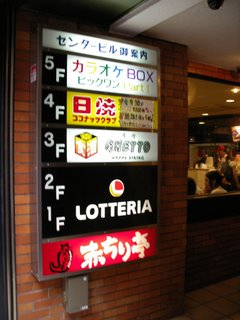 センタービル御案内
5F
カラオケBOX
ビックワン Part1
4F
日焼
ココナッツクラブ
3F
GHETTO
2F
1F
LOTTERIA
赤ちり亭